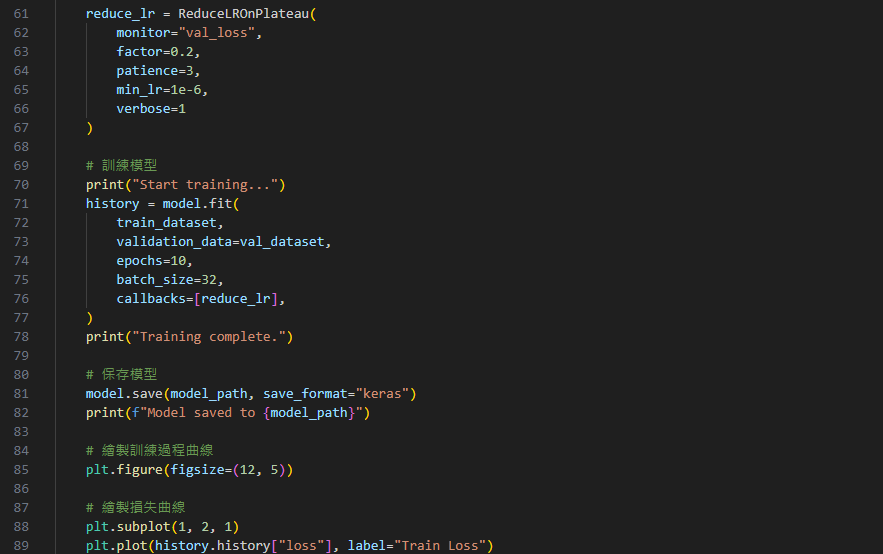 61 reduce_lr = ReduceLROnPlateau(
62 monitor="val_loss",
63 factor=0.2,
64 patience=3,
65 min_lr=1e-6,
66 verbose=1
67 )
68
69 # 訓練模型
70 print("Start training...")
71 history = model.fit(
72 train_dataset,
73 validation_data=val_dataset,
74 epochs=10,
75 batch_size=32,
76 callbacks=[reduce_lr],
77 )
78 print("Training complete.")
79
80 # 保存模型
81 model.save(model_path, save_format="keras")
82 print(f"Model saved to {model_path}")
83
84 # 繪製訓練過程曲線
85 plt.figure(figsize=(12, 5))
86
87 # 繪製損失曲線
88 plt.subplot(1, 2, 1)
89 plt.plot(history.history["loss"], label="Train Loss")